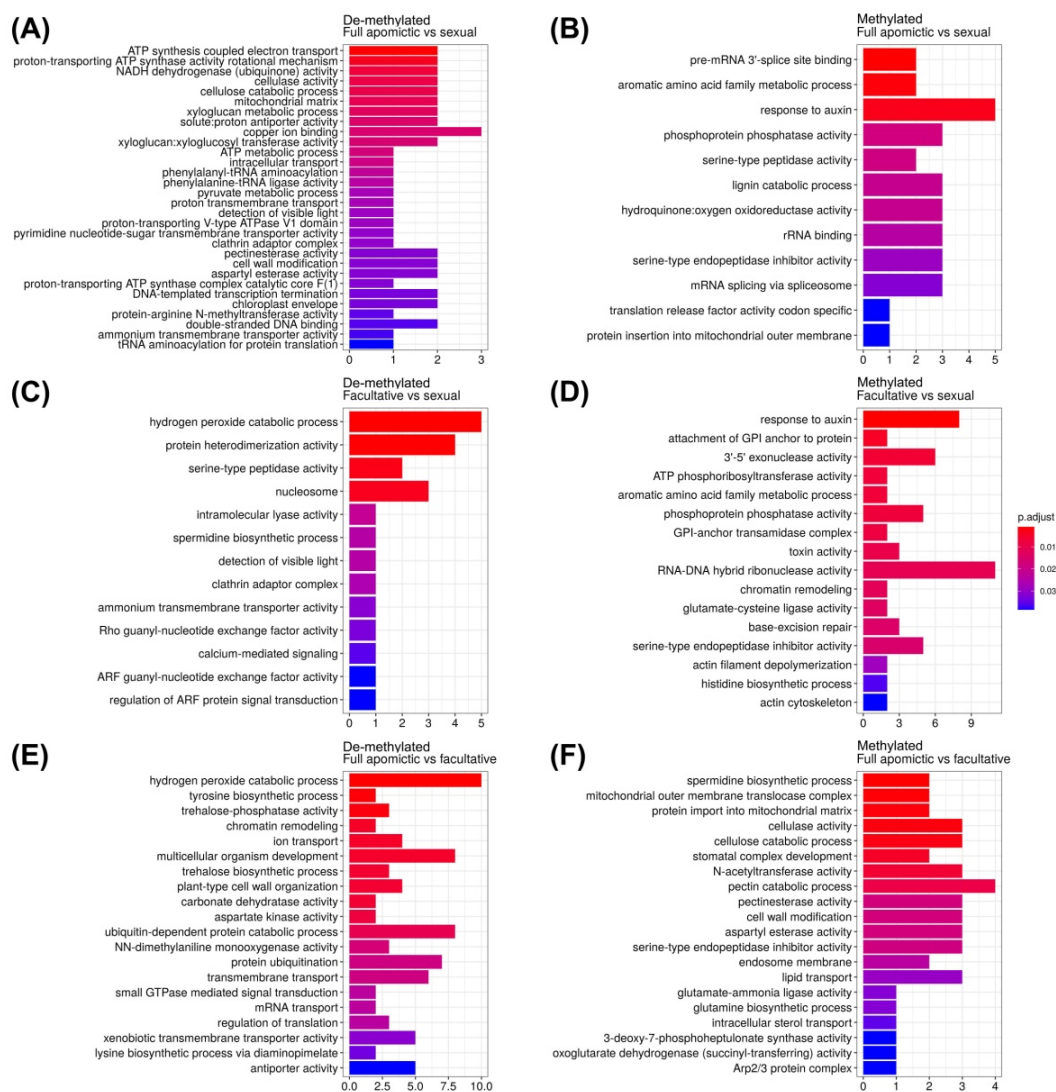 (A)
De-methylated
Full apomictic vs sexual
ATP synthesis coupled electron transport
proton-transporting ATP synthase activity rotational mechanism
NADH dehydrogenase (ubiquinone) activity
cellulase activity
cellulose catabolic process
mitochondrial matrix
xyloglucan metabolic process
solute:proton antiporter activity
copper ion binding
xyloglucan:xyloglucosyl transferase activity
ATP metabolic process
intracellular transport
phenylalanyl-tRNA aminoacylation
phenylalanine-tRNA ligase activity
pyruvate metabolic process
proton transmembrane transport
detection of visible light
proton-transporting V-type ATPase V1 domain
pyrimidine nucleotide-sugar transmembrane transporter activity
clathrin adaptor complex
pectinesterase activity
cell wall modification
aspartyl esterase activity
proton-transporting ATP synthase complex catalytic core F(1)
DNA-templated transcription termination
chloroplast envelope
protein-arginine N-methyltransferase activity
double-stranded DNA binding
ammonium transmembrane transporter activity
tRNA aminoacylation for protein translation
0 1 2 3
(B)
Methylated
Full apomictic vs sexual
pre-mRNA 3'-splice site binding
aromatic amino acid family metabolic process
response to auxin
phosphoprotein phosphatase activity
serine-type peptidase activity
lignin catabolic process
hydroquinone:oxygen oxidoreductase activity
rRNA binding
serine-type endopeptidase inhibitor activity
mRNA splicing via spliceosome
translation release factor activity codon specific
protein insertion into mitochondrial outer membrane
0 1 2 3 4 5
(C)
De-methylated
Facultative vs sexual
hydrogen peroxide catabolic process
protein heterodimerization activity
serine-type peptidase activity
nucleosome
intramolecular lyase activity
spermidine biosynthetic process
detection of visible light
clathrin adaptor complex
ammonium transmembrane transporter activity
Rho guanyl-nucleotide exchange factor activity
calcium-mediated signaling
ARF guanyl-nucleotide exchange factor activity
regulation of ARF protein signal transduction
0 1 2 3 4 5
(D)
Methylated
Facultative vs sexual
response to auxin
attachment of GPI anchor to protein
3'-5' exonuclease activity
ATP phosphoribosyltransferase activity
aromatic amino acid family metabolic process
phosphoprotein phosphatase activity
GPI-anchor transamidase complex
toxin activity
RNA-DNA hybrid ribonuclease activity
chromatin remodeling
glutamate-cysteine ligase activity
base-excision repair
serine-type endopeptidase inhibitor activity
actin filament depolymerization
histidine biosynthetic process
actin cytoskeleton
0 3 6 9
p.adjust
0.01
0.02
0.03
(E)
De-methylated
Full apomictic vs facultative
hydrogen peroxide catabolic process
tyrosine biosynthetic process
trehalose-phosphatase activity
chromatin remodeling
ion transport
multicellular organism development
trehalose biosynthetic process
plant-type cell wall organization
carbonate dehydratase activity
aspartate kinase activity
ubiquitin-dependent protein catabolic process
NN-dimethylaniline monooxygenase activity
protein ubiquitination
transmembrane transport
small GTPase mediated signal transduction
mRNA transport
regulation of translation
xenobiotic transmembrane transporter activity
lysine biosynthetic process via diaminopimelate
antiporter activity
0 2.5 5 7.5 10.0
(F)
Methylated
Full apomictic vs facultative
spermidine biosynthetic process
mitochondrial outer membrane translocase complex
protein import into mitochondrial matrix
cellulase activity
cellulose catabolic process
stomatal complex development
N-acetyltransferase activity
pectin catabolic process
pectinesterase activity
cell wall modification
aspartyl esterase activity
serine-type endopeptidase inhibitor activity
endosome membrane
lipid transport
glutamate-ammonia ligase activity
glutamine biosynthetic process
intracellular sterol transport
3-deoxy-7-phosphoheptulonate synthase activity
oxoglutarate dehydrogenase (succinyl-transferring) activity
Arp2/3 protein complex
0 1 2 3 4